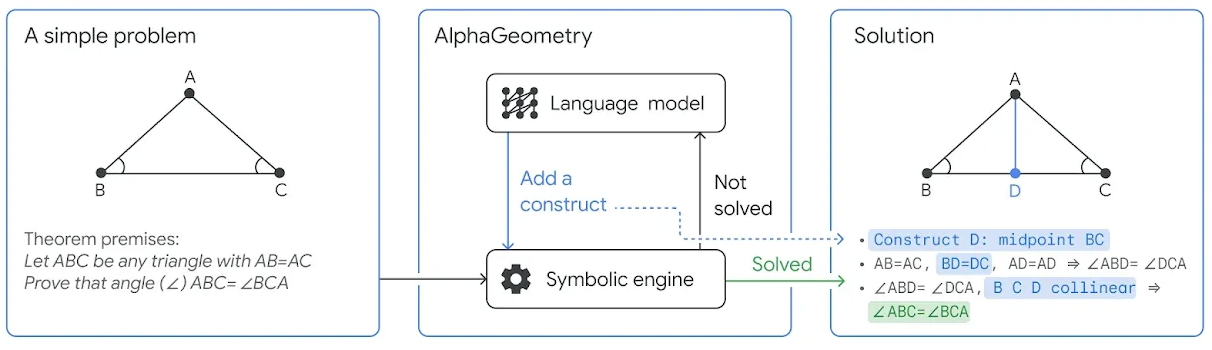 A simple problem
A
B
C
Theorem premises:
Let ABC be any triangle with AB=AC
Prove that angle (∠) ABC= ∠BCA
AlphaGeometry
Language model
Add a
construct
Not
solved
Symbolic engine
Solved
Solution
A
B
D
C
• Construct D: midpoint BC
• AB=AC, BD=DC, AD=AD ⇒ ∠ABD= ∠DCA
• ∠ABD= ∠DCA, B C D collinear ⇒
∠ABC=∠BCA